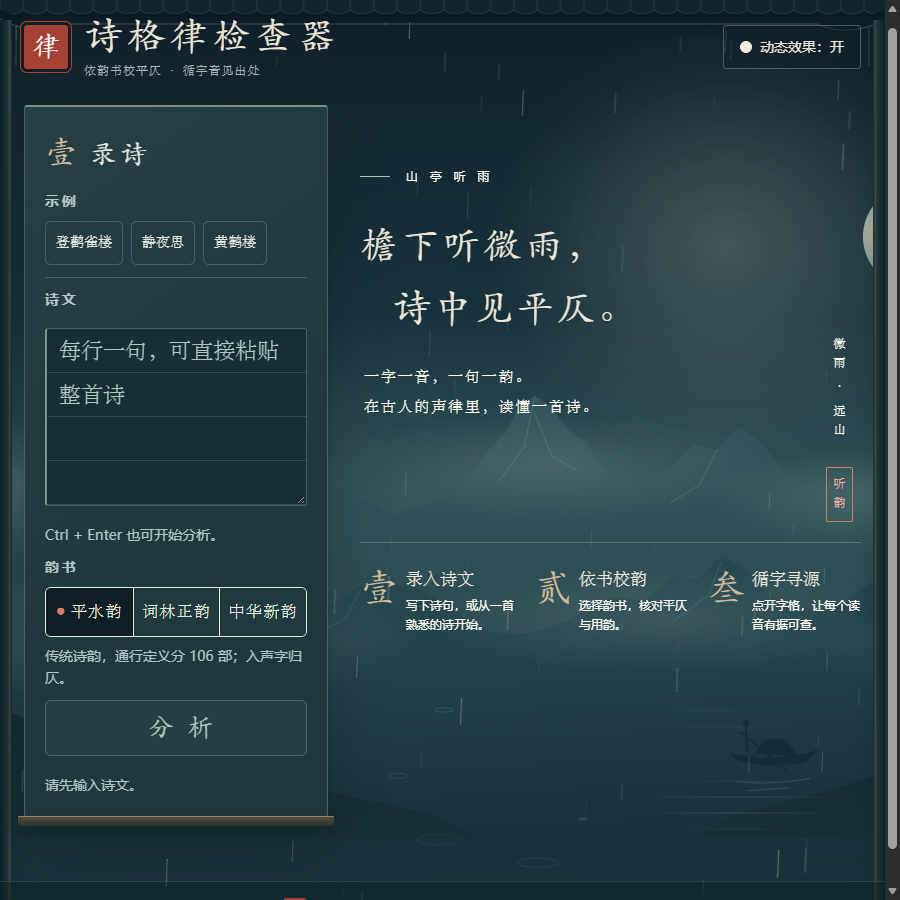 律
诗格律检查器
依韵书校平仄 · 循字音见出处
动态效果：开
壹 录诗
示例
登鹳雀楼 静夜思 黄鹤楼
诗文
每行一句，可直接粘贴
整首诗
Ctrl + Enter 也可开始分析。
韵书
平水韵 词林正韵 中华新韵
传统诗韵，通行定义分 106 部；入声字归
仄。
分 析
请先输入诗文。
山亭听雨
檐下听微雨，
诗中见平仄。
一字一音，一句一韵。
在古人的声律里，读懂一首诗。
微雨·远山
听韵
壹 录入诗文
写下诗句，或从一首
熟悉的诗开始。
贰 依书校韵
选择韵书，核对平仄
与用韵。
叁 循字寻源
点开字格，让每个读
音有据可查。